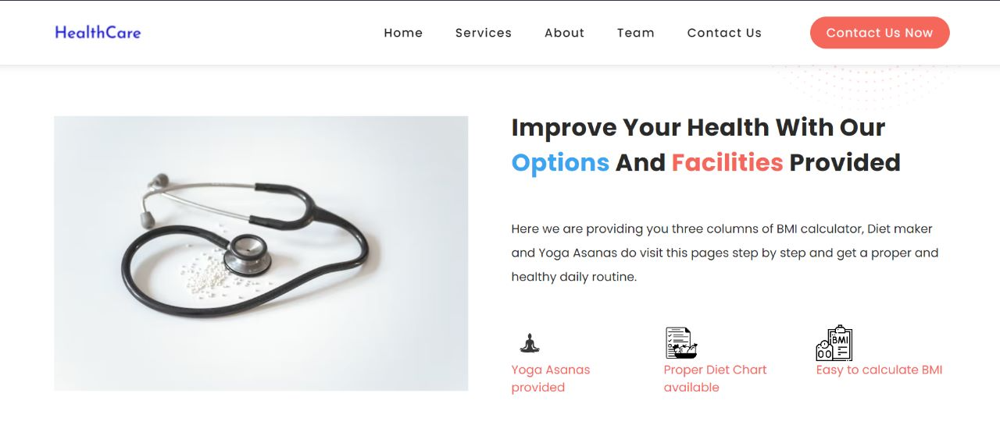 HealthCare
Home
Services
About
Team
Contact Us
Contact Us Now
Improve Your Health With Our
Options And Facilities Provided
Here we are providing you three columns of BMI calculator, Diet maker
and Yoga Asanas do visit this pages step by step and get a proper and
healthy daily routine.
Yoga Asanas
provided
Proper Diet Chart
available
BMI
Easy to calculate BMI